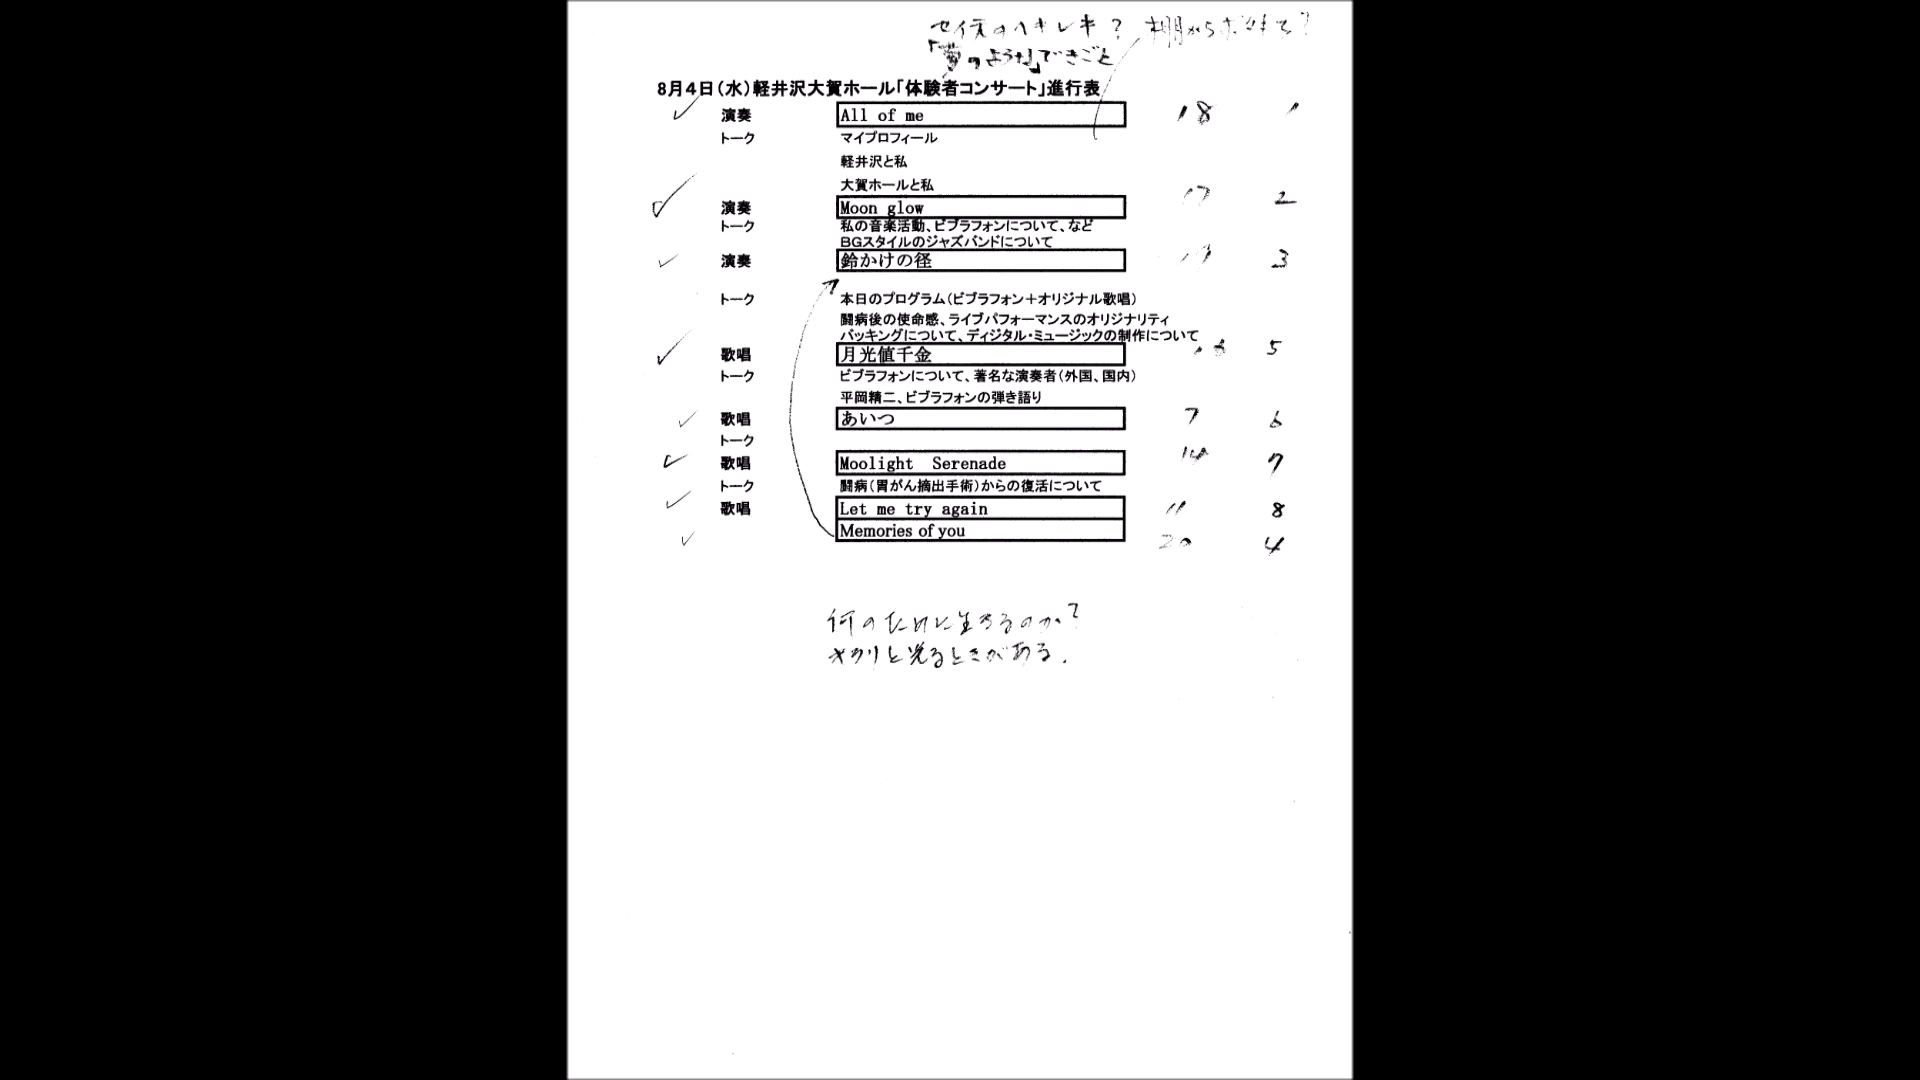 セイ天のヘキレキ? 棚からボタモチ?
「夢のような」できごと
8月4日(水)軽井沢大賀ホール「体験者コンサート」進行表
演奏 All of me 18 1
トーク マイプロフィール
軽井沢と私
大賀ホールと私
演奏 Moon glow 17 2
トーク 私の音楽活動、ビブラフォンについて、など
BGスタイルのジャズバンドについて
演奏 鈴かけの径 3
トーク 本日のプログラム(ビブラフォン+オリジナル歌唱)
闘病後の使命感、ライブパフォーマンスのオリジナリティ
バッキングについて、ディジタル・ミュージックの制作について
歌唱 月光値千金 5
トーク ビブラフォンについて、著名な演奏者(外国、国内)
平岡精二、ビブラフォンの弾き語り
歌唱 あいつ 7 6
トーク
歌唱 Moolight Serenade 14 7
トーク 闘病(胃がん摘出手術)からの復活について
歌唱 Let me try again 11 8
Memories of you 20 4
何のために生きるのか?
キラリと光るときがある.